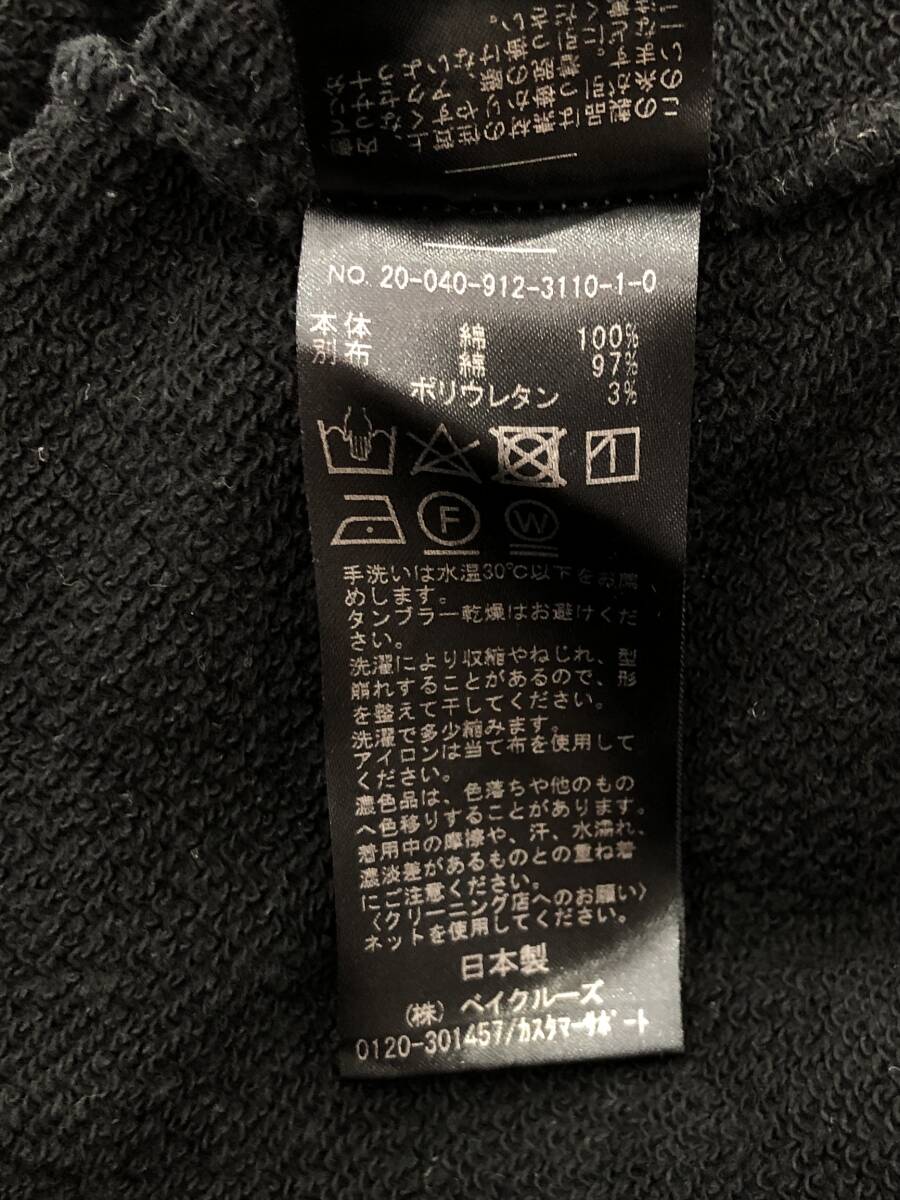 この製品は素材の性質上
NO. 20-040-912-3110-1-0
本体 綿 100%
別布 綿 97%
ポリウレタン 3%
F W
手洗いは水温30℃以下をお薦
めします。
タンブラー乾燥はお避けくだ
さい。
洗濯により収縮やねじれ、型
崩れすることがあるので、形
を整えて干してください。
洗濯で多少縮みます。
アイロンは当て布を使用して
ください。
濃色品は、色落ちや他のもの
へ色移りすることがあります。
着用中の摩擦や、汗、水濡れ、
濃淡差があるものとの重ね着
にご注意ください。
〈クリーニング店へのお願い〉
ネットを使用してください。
日本製
(株) ベイクルーズ
0120-301457/ｶｽﾀﾏｰｻﾎﾟｰﾄ